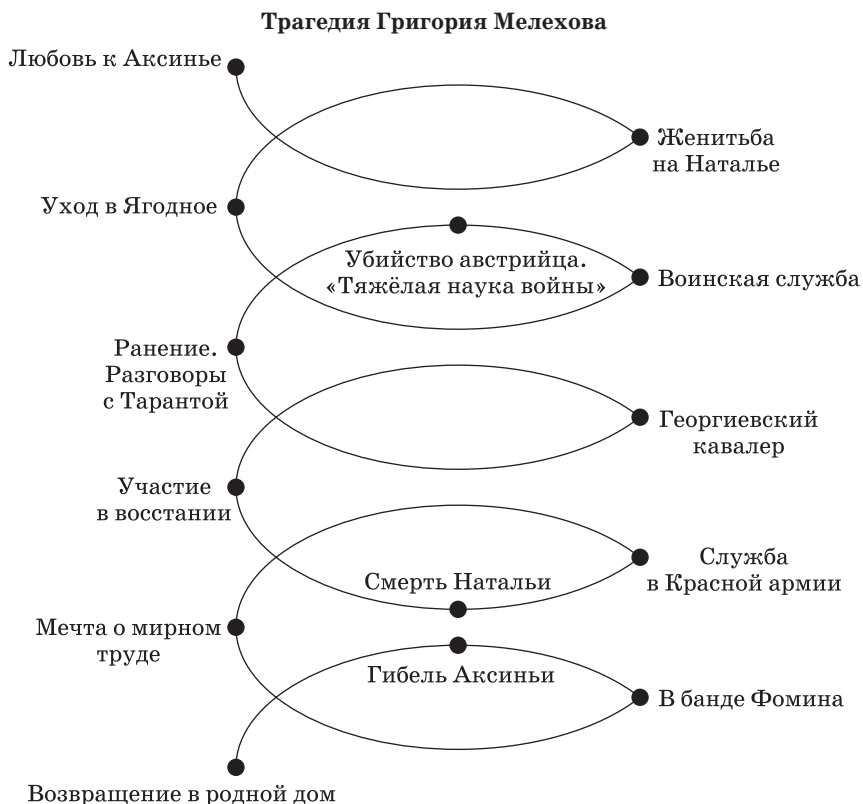 Трагедия Григория Мелехова
Любовь к Аксинье
Женитьба
на Наталье
Уход в Ягодное
Убийство австрийца.
«Тяжёлая наука войны»
Воинская служба
Ранение.
Разговоры
с Тарантой
Георгиевский
кавалер
Участие
в восстании
Смерть Натальи
Служба
в Красной армии
Мечта о мирном
труде
Гибель Аксиньи
В банде Фомина
Возвращение в родной дом